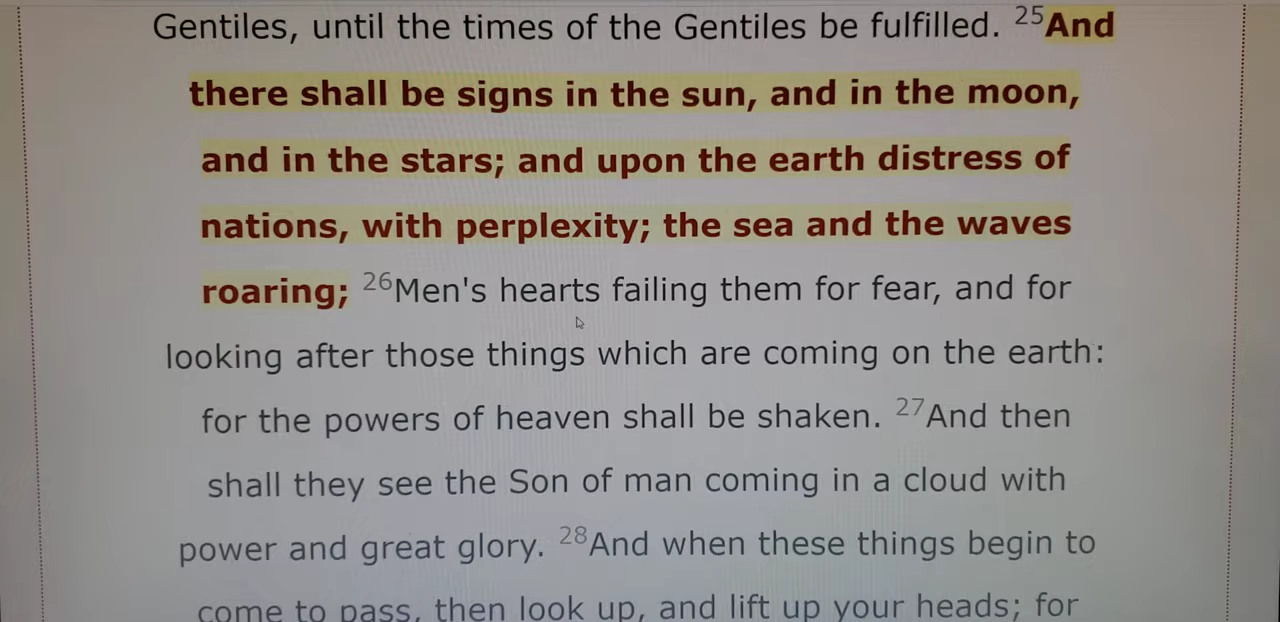 Gentiles, until the times of the Gentiles be fulfilled. 25And
there shall be signs in the sun, and in the moon,
and in the stars; and upon the earth distress of
nations, with perplexity; the sea and the waves
roaring; 26Men's hearts failing them for fear, and for
looking after those things which are coming on the earth:
for the powers of heaven shall be shaken. 27And then
shall they see the Son of man coming in a cloud with
power and great glory. 28And when these things begin to
come to pass, then look up, and lift up your heads; for